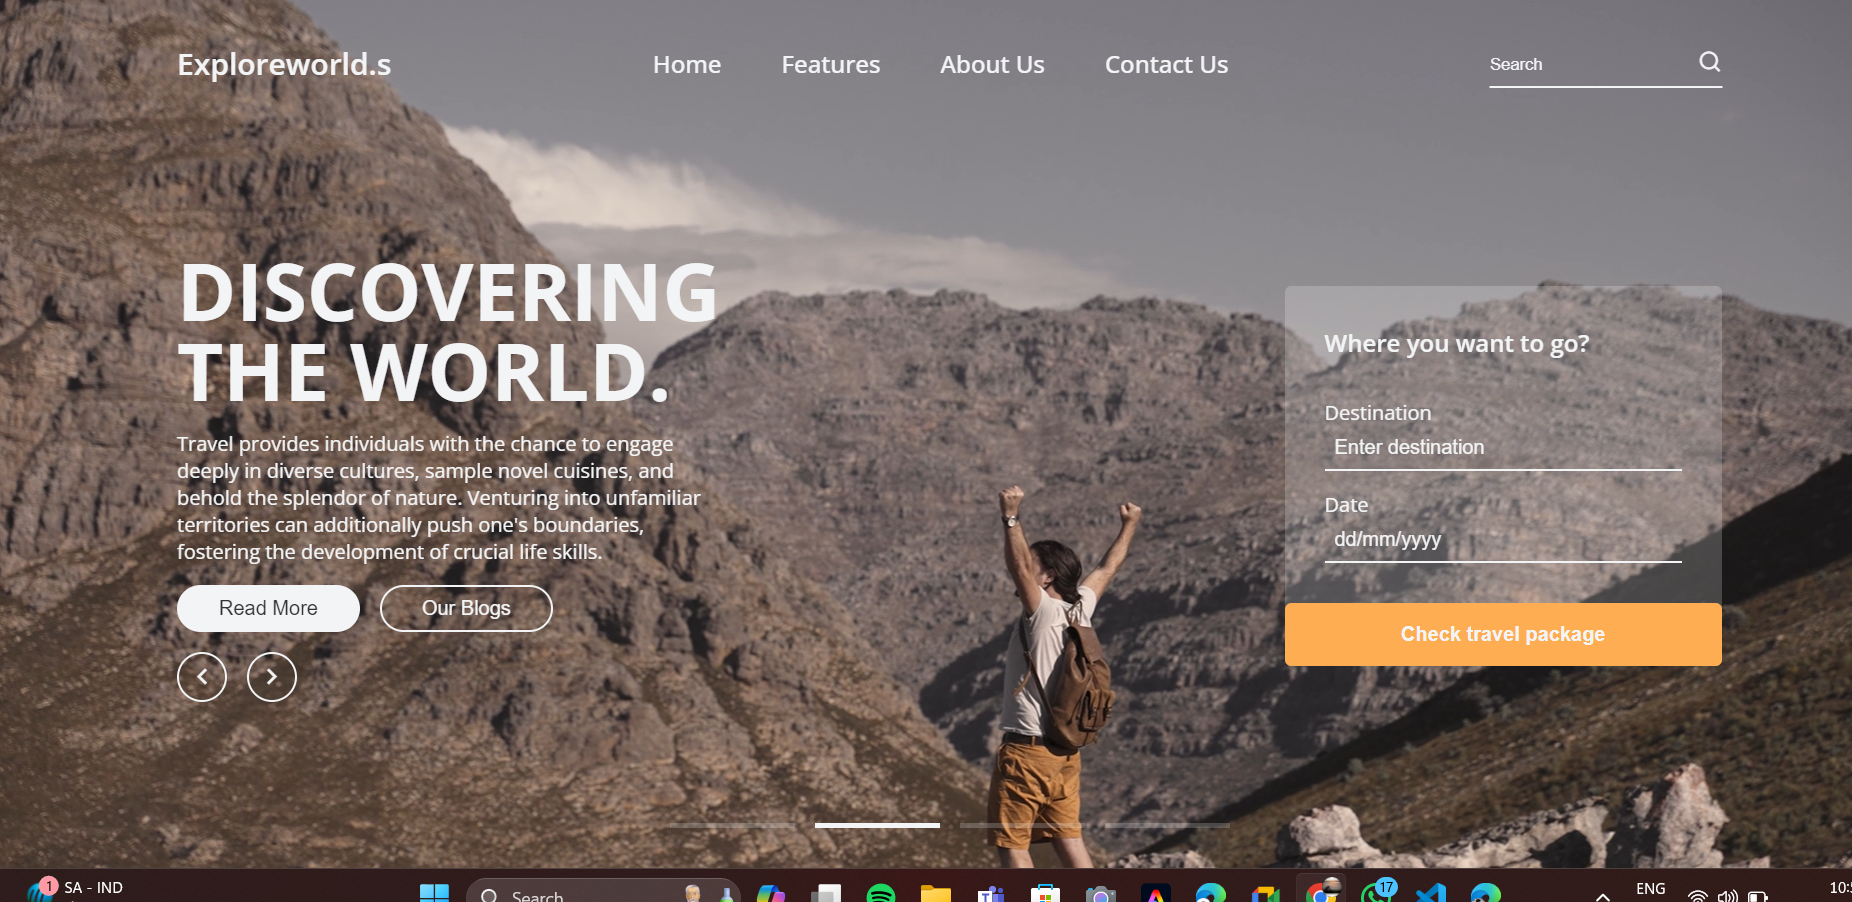 Exploreworld.s
Home
Features
About Us
Contact Us
Search
DISCOVERING
THE WORLD.
Travel provides individuals with the chance to engage
deeply in diverse cultures, sample novel cuisines, and
behold the splendor of nature. Venturing into unfamiliar
territories can additionally push one's boundaries,
fostering the development of crucial life skills.
Read More
Our Blogs
Where you want to go?
Destination
Enter destination
Date
dd/mm/yyyy
Check travel package
1
SA - IND
Search
17
ENG